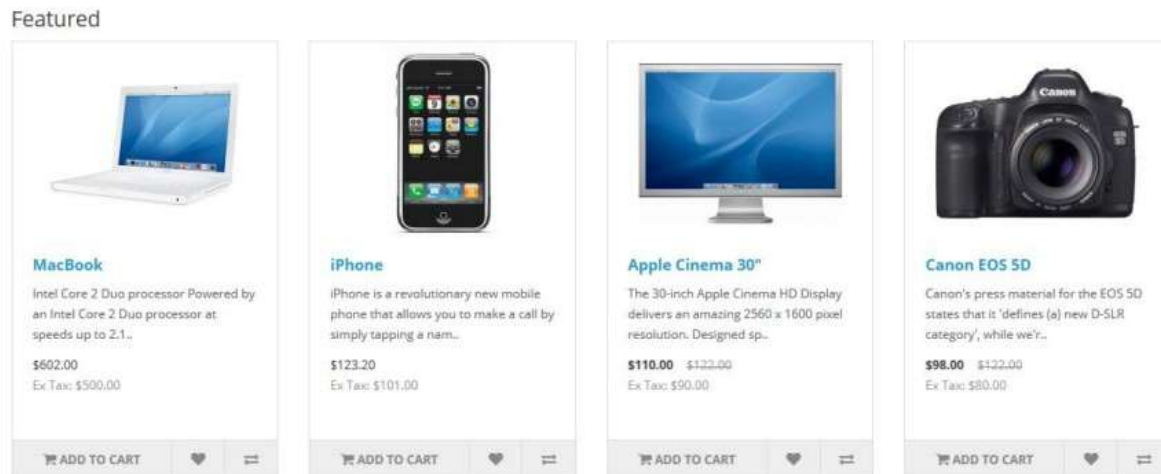 Featured
Canon
EOS
5D
MacBook
Intel Core 2 Duo processor Powered by
an Intel Core 2 Duo processor at
speeds up to 2.1..
$602.00
Ex Tax: $500.00
ADD TO CART
iPhone
iPhone is a revolutionary new mobile
phone that allows you to make a call by
simply tapping a nam..
$123.20
Ex Tax: $101.00
ADD TO CART
Apple Cinema 30"
The 30-inch Apple Cinema HD Display
delivers an amazing 2560 x 1600 pixel
resolution. Designed sp..
$110.00 $122.00
Ex Tax: $90.00
ADD TO CART
Canon EOS 5D
Canon's press material for the EOS 5D
states that it 'defines (a) new D-SLR
category', while we'r..
$98.00 $122.00
Ex Tax: $80.00
ADD TO CART